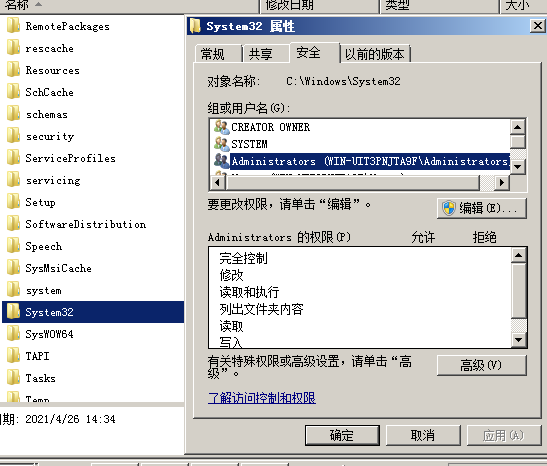 名称
修改日期
类型
大小
RemotePackages
rescache
Resources
SchCache
schemas
security
ServiceProfiles
servicing
Setup
SoftwareDistribution
Speech
SysMsiCache
system
System32
SysWOW64
TAPI
Tasks
Temp
期: 2021/4/26 14:34
System32 属性
常规
共享
安全
以前的版本
对象名称: C:\Windows\System32
组或用户名(G):
CREATOR OWNER
SYSTEM
Administrators (WIN-UIT3PNJTA9F\Administrators
要更改权限，请单击“编辑”。
编辑(E)...
Administrators 的权限(P) 允许 拒绝
完全控制
修改
读取和执行
列出文件夹内容
读取
写入
有关特殊权限或高级设置，请单击“高
级”。
高级(V)
了解访问控制和权限
确定
取消
应用(A)